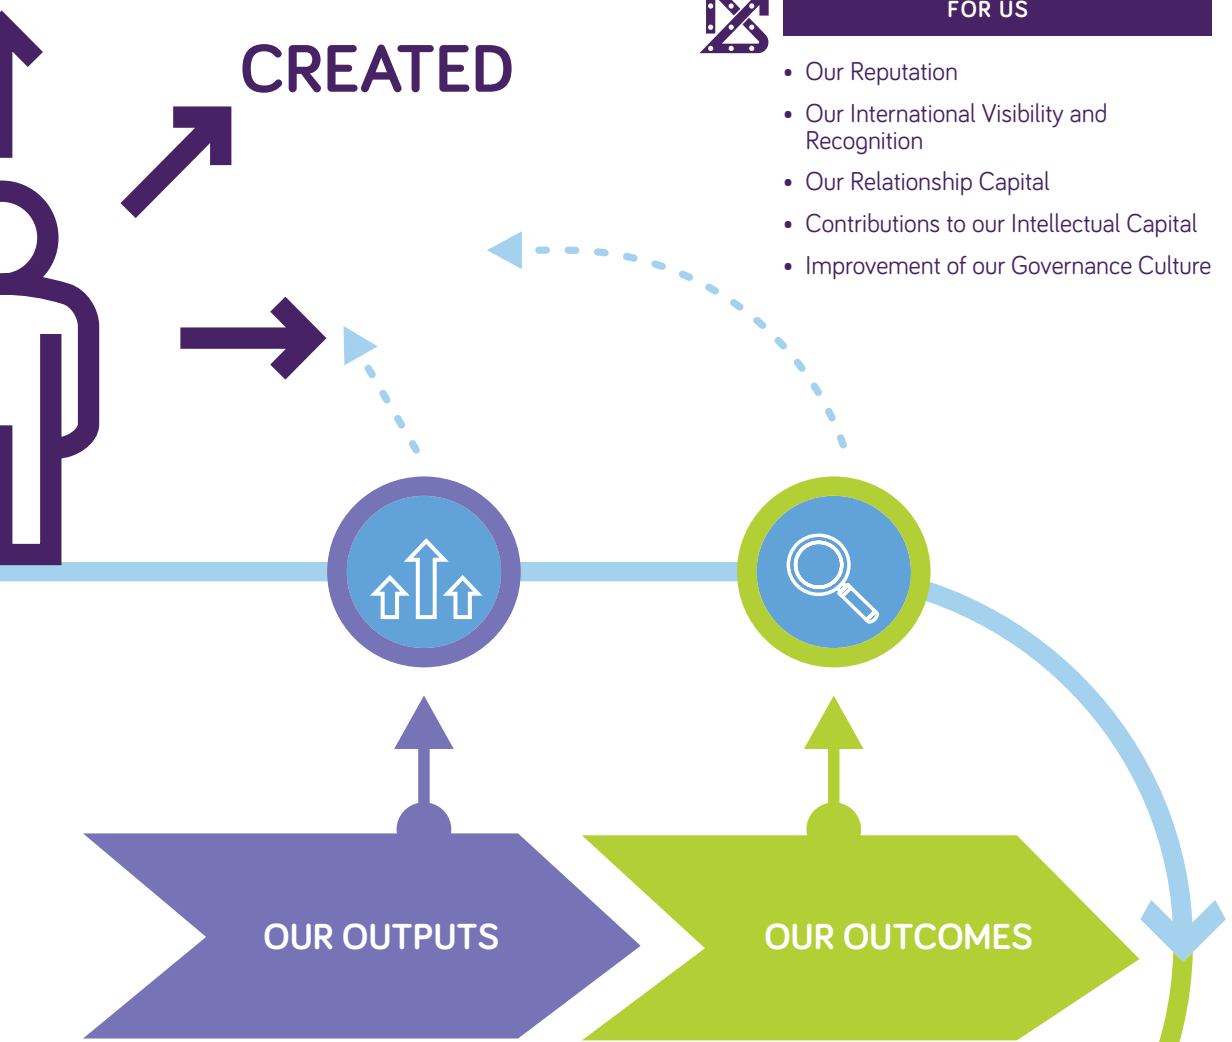 FOR US
CREATED
• Our Reputation
• Our International Visibility and
Recognition
• Our Relationship Capital
• Contributions to our Intellectual Capital
• Improvement of our Governance Culture
OUR OUTPUTS
OUR OUTCOMES